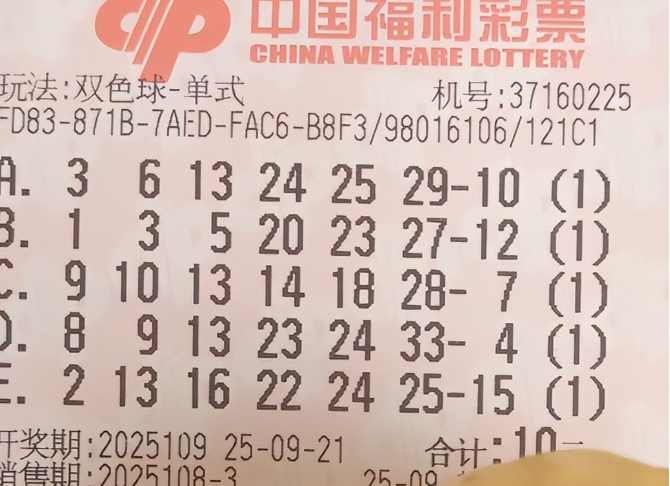 中国福利彩票
CHINA WELFARE LOTTERY
玩法:双色球-单式 机号:37160225
FD83-871B-7AED-FAC6-B8F3/98016106/121C1
A. 3 6 13 24 25 29-10 (1)
B. 1 3 5 20 23 27-12 (1)
C. 9 10 13 14 18 28- 7 (1)
D. 8 9 13 23 24 33- 4 (1)
E. 2 13 16 22 24 25-15 (1)
开奖期:2025109 25-09-21 合计:10元
销售期:2025108-3 25-09